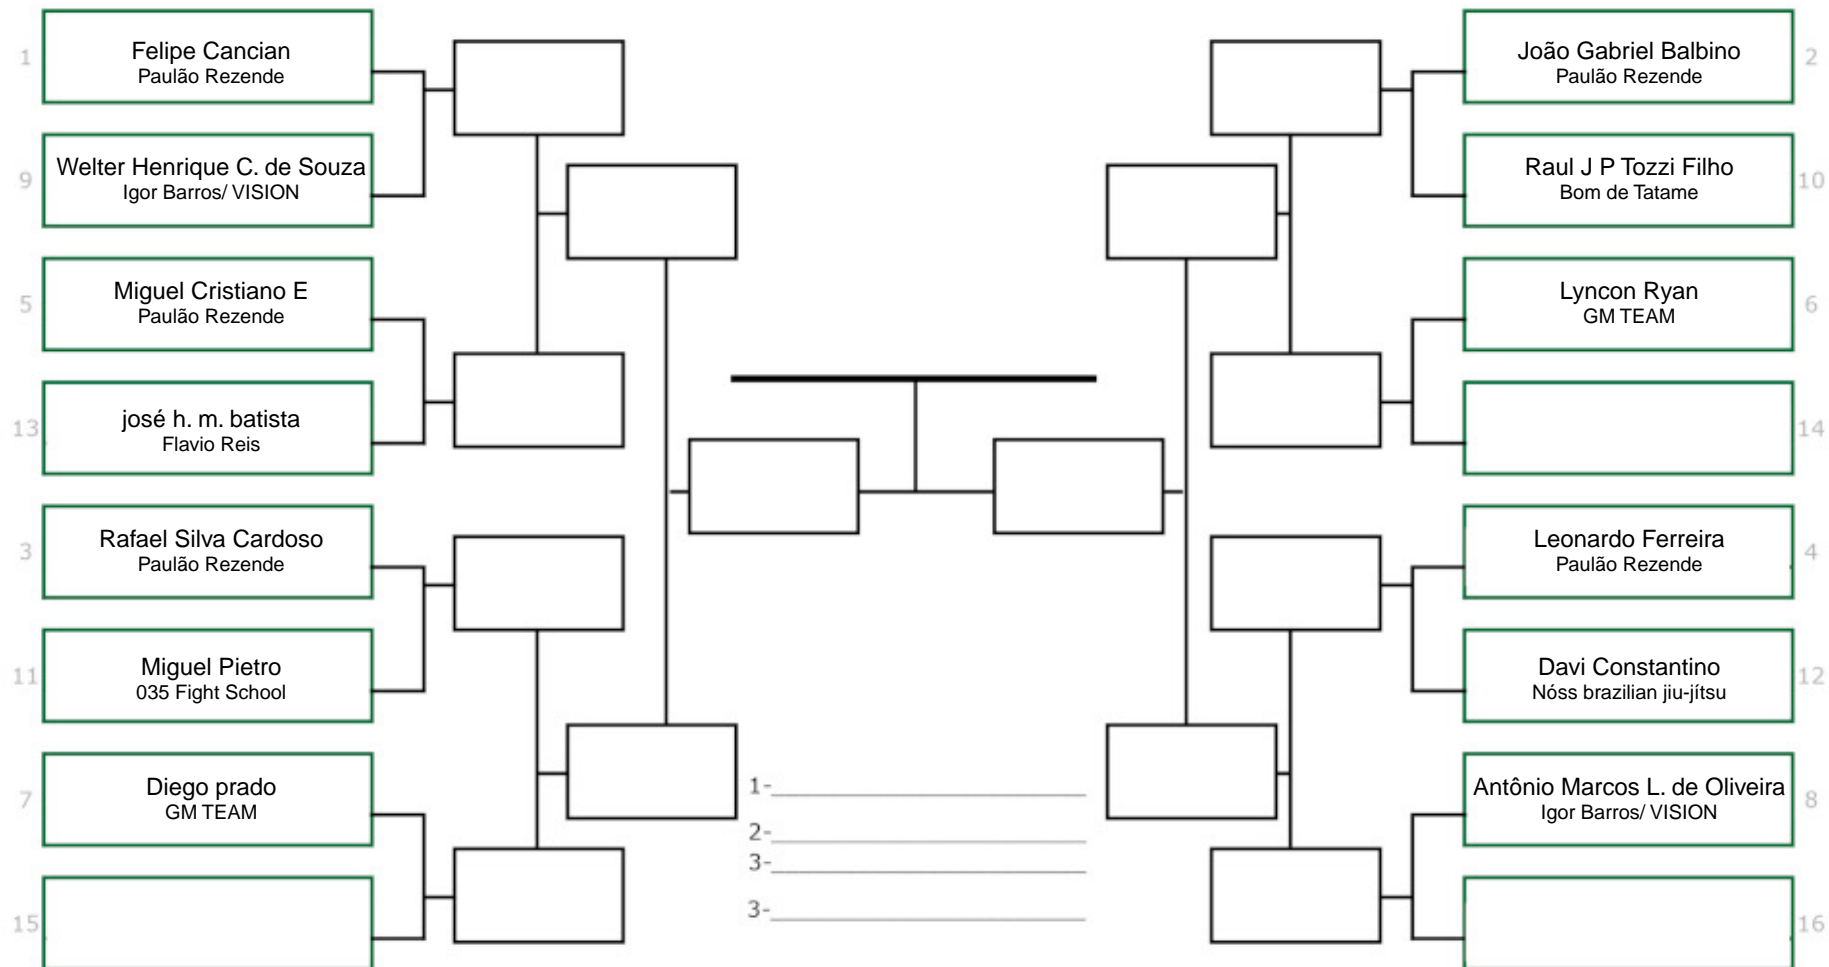 1
Felipe Cancian
Paulão Rezende
9
Welter Henrique C. de Souza
Igor Barros/ VISION
5
Miguel Cristiano E
Paulão Rezende
13
josé h. m. batista
Flavio Reis
3
Rafael Silva Cardoso
Paulão Rezende
11
Miguel Pietro
035 Fight School
7
Diego prado
GM TEAM
15
1-
2-
3-
3-
João Gabriel Balbino
Paulão Rezende
2
Raul J P Tozzi Filho
Bom de Tatame
10
Lyncon Ryan
GM TEAM
6
14
Leonardo Ferreira
Paulão Rezende
4
Davi Constantino
Nóss brazilian jiu-jítsu
12
Antônio Marcos L. de Oliveira
Igor Barros/ VISION
8
16